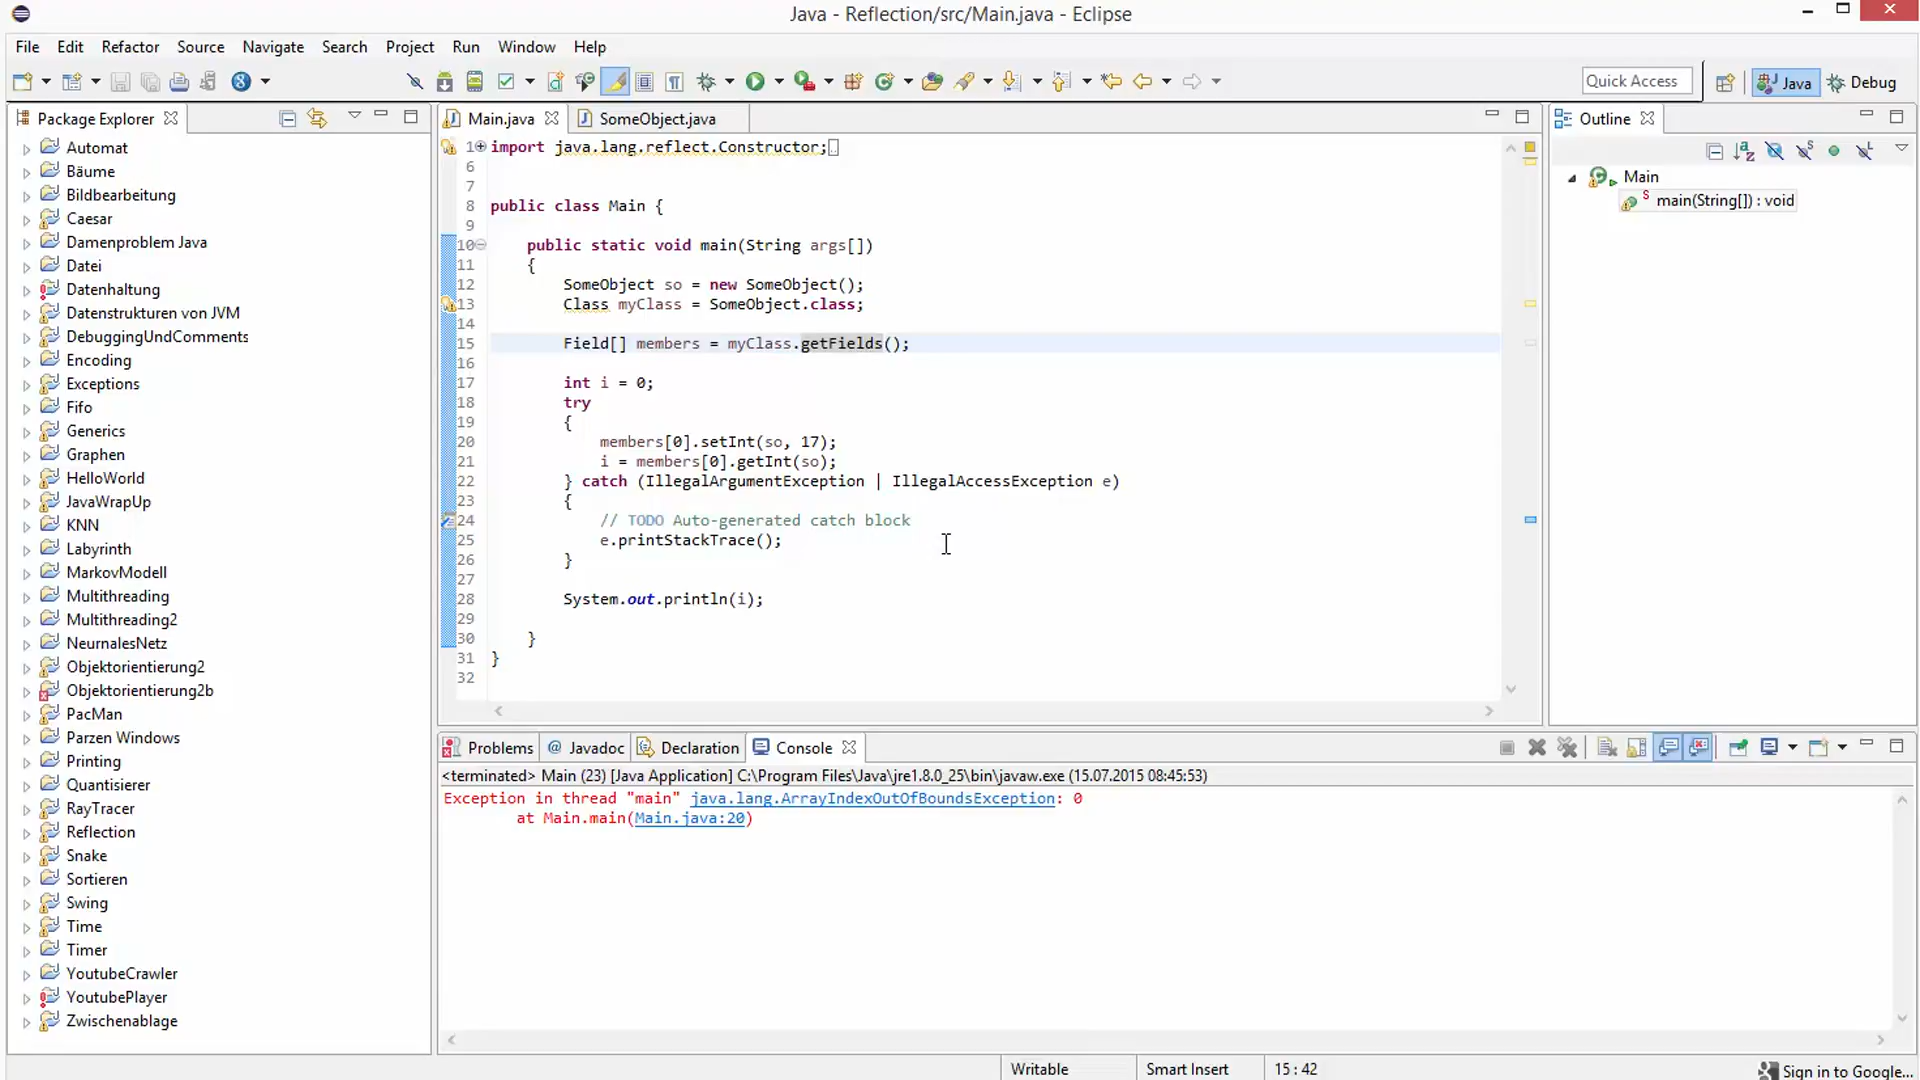 Java - Reflection/src/Main.java - Eclipse
File Edit Refactor Source Navigate Search Project Run Window Help
Quick Access Java Debug
Package Explorer
Automat
Bäume
Bildbearbeitung
Caesar
Damenproblem Java
Datei
Datenhaltung
Datenstrukturen von JVM
DebuggingUndComments
Encoding
Exceptions
Fifo
Generics
Graphen
HelloWorld
JavaWrapUp
KNN
Labyrinth
MarkovModell
Multithreading
Multithreading2
NeurnalesNetz
Objektorientierung2
Objektorientierung2b
PacMan
Parzen Windows
Printing
Quantisierer
RayTracer
Reflection
Snake
Sortieren
Swing
Time
Timer
YoutubeCrawler
YoutubePlayer
Zwischenablage
Main.java SomeObject.java
1 import java.lang.reflect.Constructor;
6
7
8 public class Main {
9
10 public static void main(String args[])
11 {
12 SomeObject so = new SomeObject();
13 Class myClass = SomeObject.class;
14
15 Field[] members = myClass.getFields();
16
17 int i = 0;
18 try
19 {
20 members[0].setInt(so, 17);
21 i = members[0].getInt(so);
22 } catch (IllegalArgumentException | IllegalAccessException e)
23 {
24 // TODO Auto-generated catch block
25 e.printStackTrace();
26 }
27
28 System.out.println(i);
29
30 }
31 }
32
Outline
Main
main(String[]) : void
Problems @ Javadoc Declaration Console
<terminated> Main (23) [Java Application] C:\Program Files\Java\jre1.8.0_25\bin\javaw.exe (15.07.2015 08:45:53)
Exception in thread "main" java.lang.ArrayIndexOutOfBoundsException: 0
at Main.main(Main.java:20)
Writable Smart Insert 15 : 42 Sign in to Google...